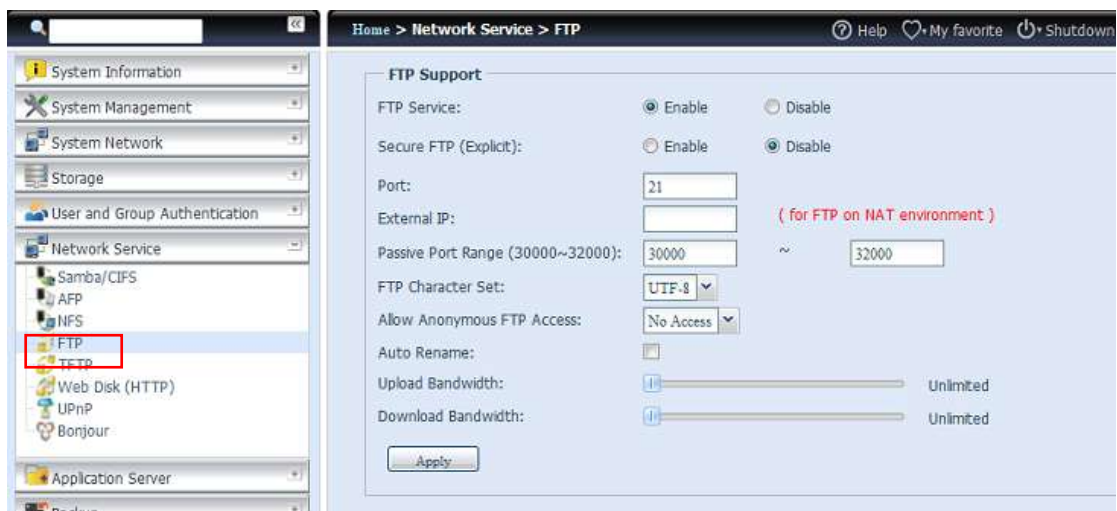 Home > Network Service > FTP
Help My favorite Shutdown
System Information
System Management
System Network
Storage
User and Group Authentication
Network Service
Samba/CIFS
AFP
NFS
FTP
TFTP
Web Disk (HTTP)
UPnP
Bonjour
Application Server
Backup
FTP Support
FTP Service: Enable Disable
Secure FTP (Explicit): Enable Disable
Port: 21
External IP: ( for FTP on NAT environment )
Passive Port Range (30000~32000): 30000 ~ 32000
FTP Character Set: UTF-8
Allow Anonymous FTP Access: No Access
Auto Rename:
Upload Bandwidth: Unlimited
Download Bandwidth: Unlimited
Apply